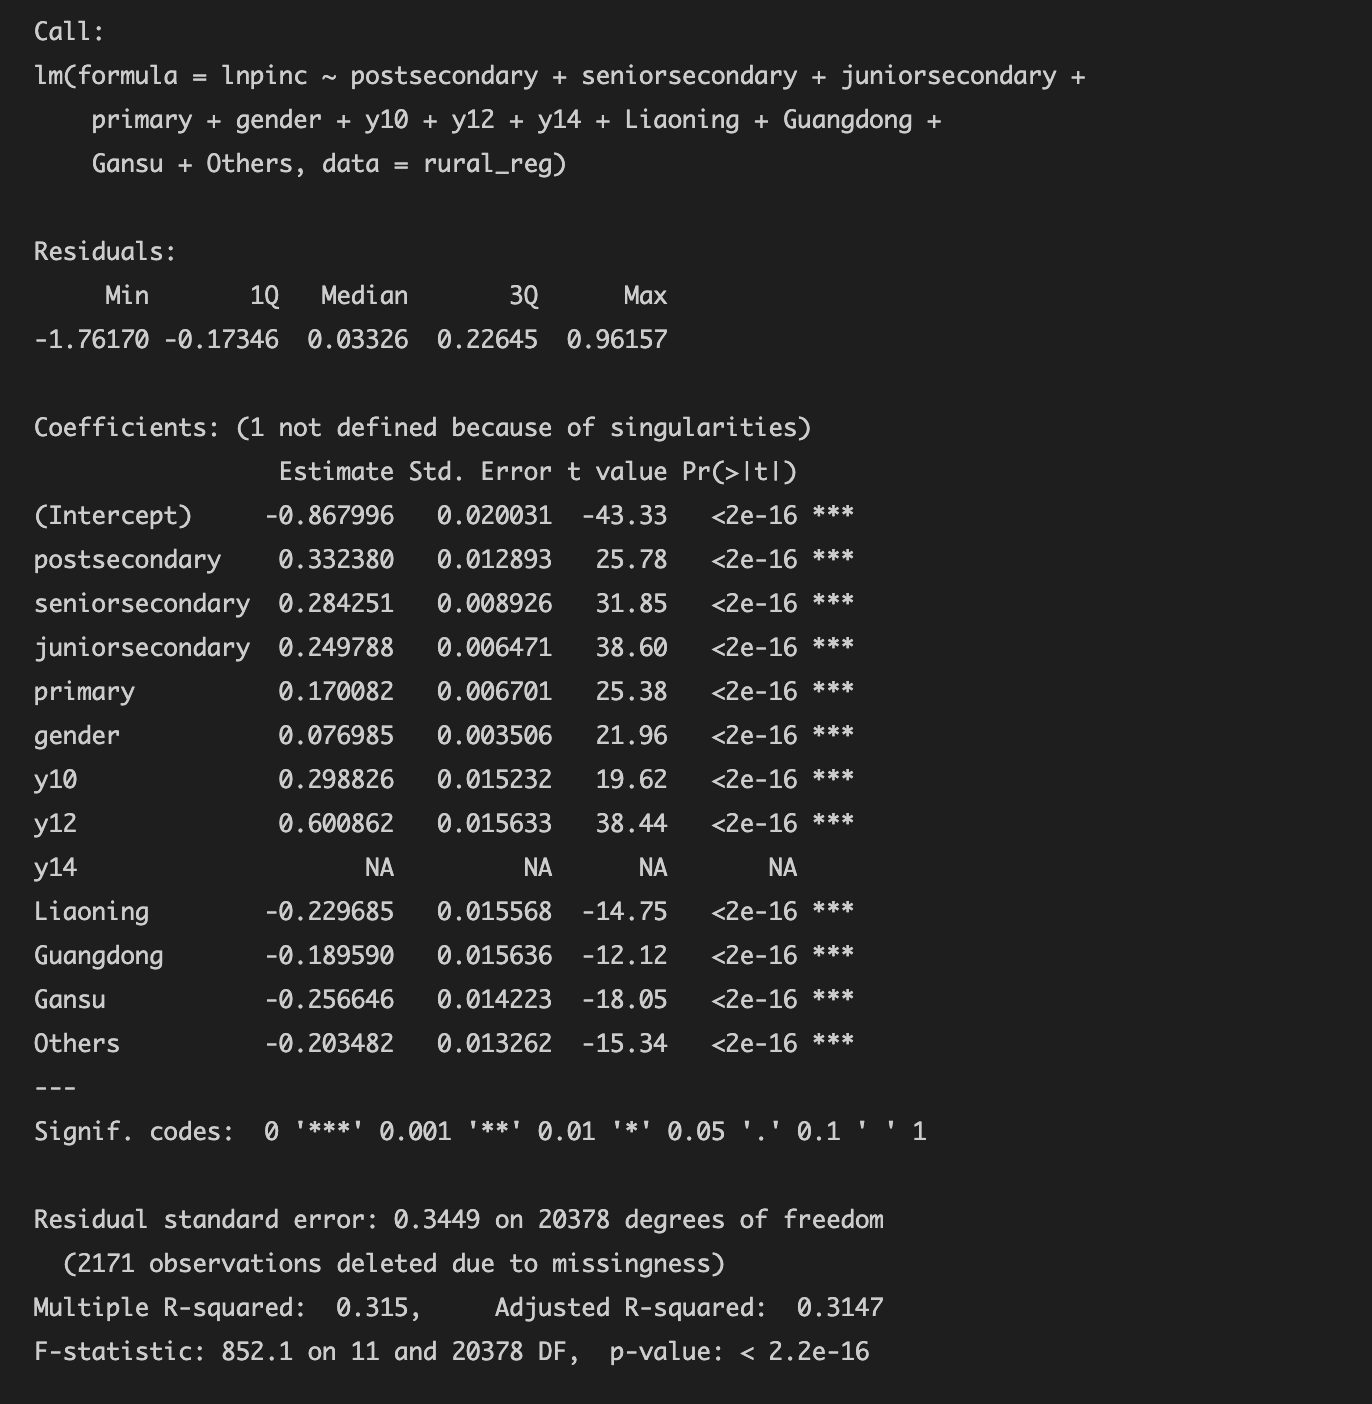 Call:
lm(formula = lnpinc ~ postsecondary + seniorsecondary + juniorsecondary +
    primary + gender + y10 + y12 + y14 + Liaoning + Guangdong +
    Gansu + Others, data = rural_reg)

Residuals:
     Min       1Q   Median       3Q      Max
-1.76170 -0.17346  0.03326  0.22645  0.96157

Coefficients: (1 not defined because of singularities)
                 Estimate Std. Error t value Pr(>|t|)
(Intercept)     -0.867996   0.020031  -43.33   <2e-16 ***
postsecondary    0.332380   0.012893   25.78   <2e-16 ***
seniorsecondary  0.284251   0.008926   31.85   <2e-16 ***
juniorsecondary  0.249788   0.006471   38.60   <2e-16 ***
primary          0.170082   0.006701   25.38   <2e-16 ***
gender           0.076985   0.003506   21.96   <2e-16 ***
y10              0.298826   0.015232   19.62   <2e-16 ***
y12              0.600862   0.015633   38.44   <2e-16 ***
y14                    NA         NA      NA       NA
Liaoning        -0.229685   0.015568  -14.75   <2e-16 ***
Guangdong       -0.189590   0.015636  -12.12   <2e-16 ***
Gansu           -0.256646   0.014223  -18.05   <2e-16 ***
Others          -0.203482   0.013262  -15.34   <2e-16 ***
---
Signif. codes:  0 '***' 0.001 '**' 0.01 '*' 0.05 '.' 0.1 ' ' 1

Residual standard error: 0.3449 on 20378 degrees of freedom
  (2171 observations deleted due to missingness)
Multiple R-squared:  0.315,     Adjusted R-squared:  0.3147
F-statistic: 852.1 on 11 and 20378 DF,  p-value: < 2.2e-16